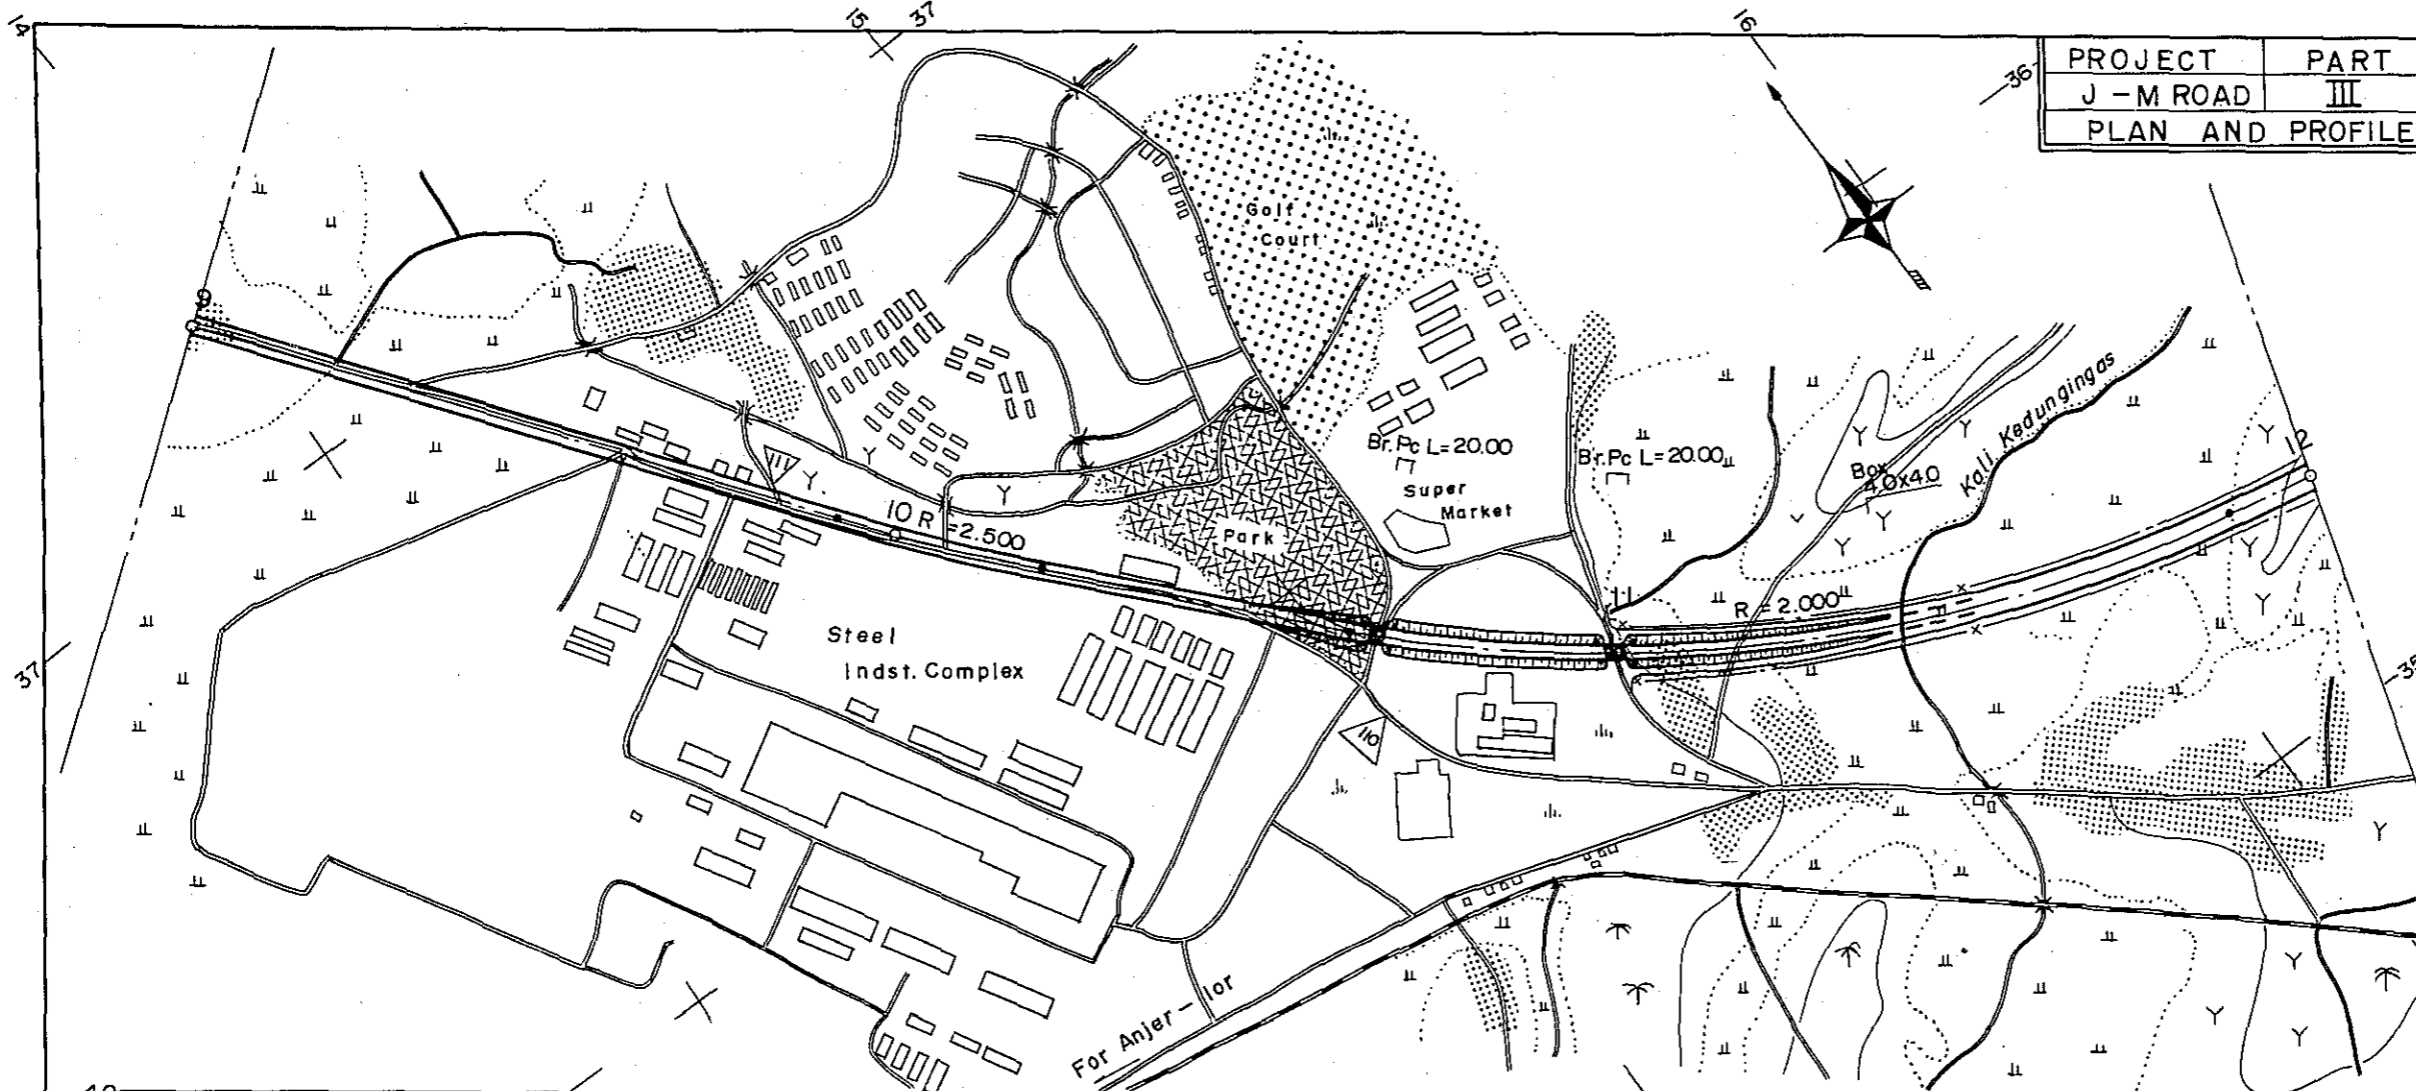 14
15
37
16
36
PROJECT PART
J - M ROAD III
PLAN AND PROFILE
Golf
Court
9
Kali Kedungingas
12
Br. Pc L=20.00
Br. Pc L=20.00
Box
4.0x4.0
111
Super
Market
10 R =2.500
Park
11
R = 2.000
Steel
Indst. Complex
37
35
110
For Anjer-lor